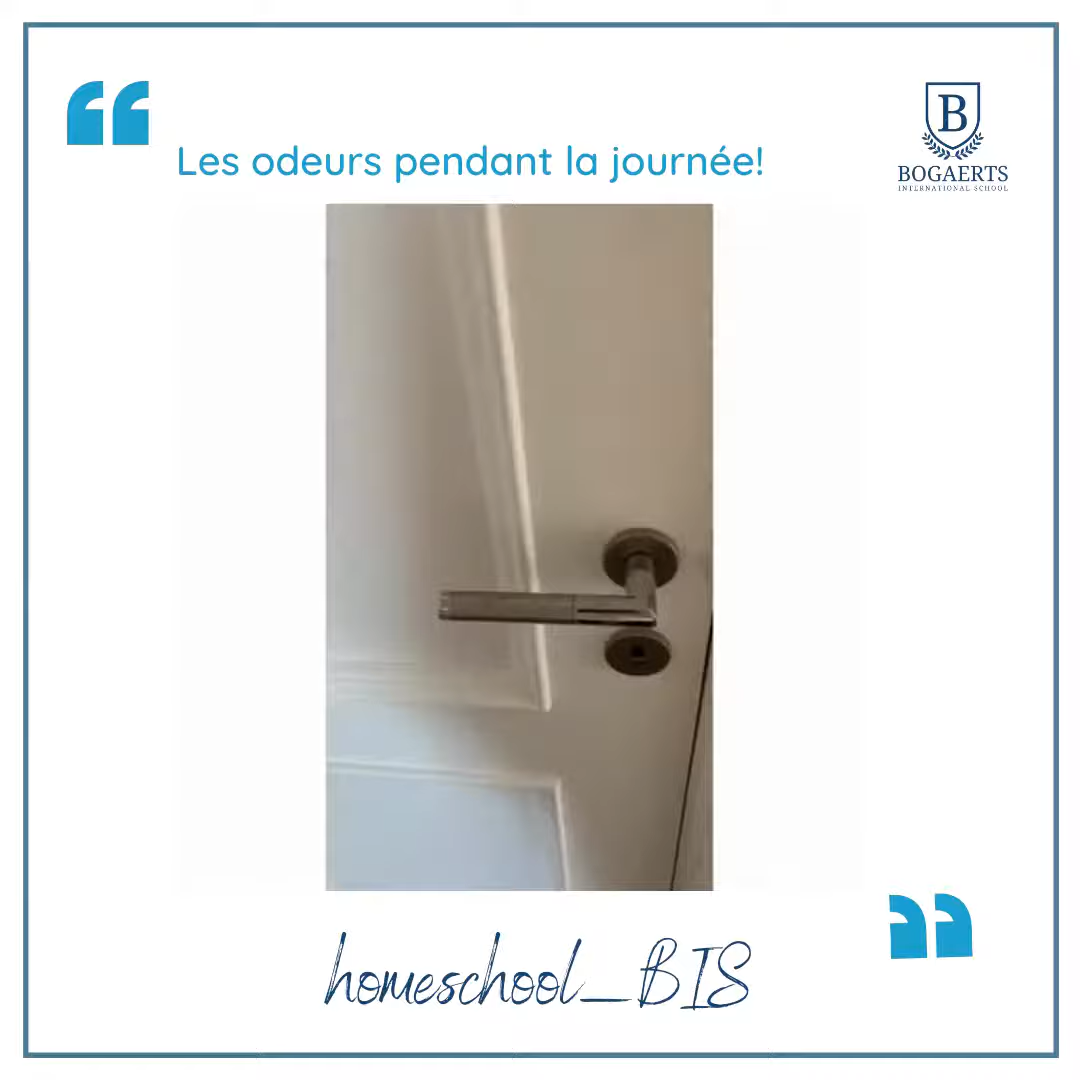 Les odeurs pendant la journée!
B
BOGAERTS
INTERNATIONAL SCHOOL
homeschool_BIS